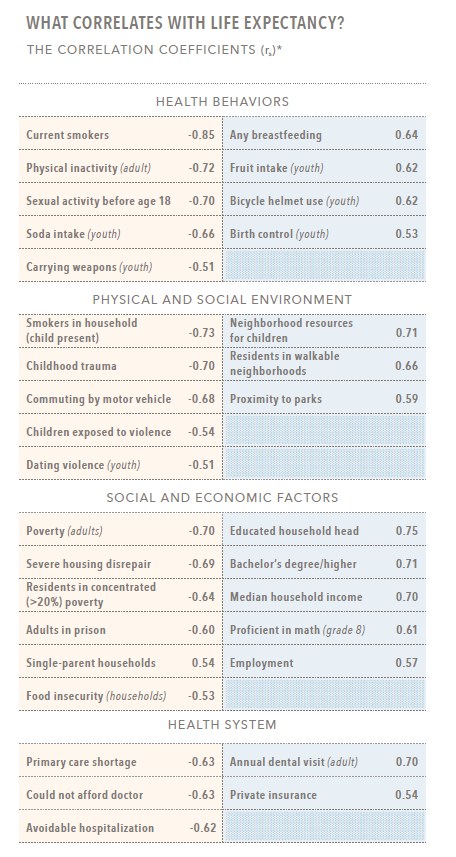 WHAT CORRELATES WITH LIFE EXPECTANCY?
THE CORRELATION COEFFICIENTS (rₛ)*
HEALTH BEHAVIORS
Current smokers -0.85 Any breastfeeding 0.64
Physical inactivity (adult) -0.72 Fruit intake (youth) 0.62
Sexual activity before age 18 -0.70 Bicycle helmet use (youth) 0.62
Soda intake (youth) -0.66 Birth control (youth) 0.53
Carrying weapons (youth) -0.51
PHYSICAL AND SOCIAL ENVIRONMENT
Smokers in household
(child present) -0.73 Neighborhood resources
for children 0.71
Childhood trauma -0.70 Residents in walkable
neighborhoods 0.66
Commuting by motor vehicle -0.68 Proximity to parks 0.59
Children exposed to violence -0.54
Dating violence (youth) -0.51
SOCIAL AND ECONOMIC FACTORS
Poverty (adults) -0.70 Educated household head 0.75
Severe housing disrepair -0.69 Bachelor's degree/higher 0.71
Residents in concentrated
(>20%) poverty -0.64 Median household income 0.70
Adults in prison -0.60 Proficient in math (grade 8) 0.61
Single-parent households 0.54 Employment 0.57
Food insecurity (households) -0.53
HEALTH SYSTEM
Primary care shortage -0.63 Annual dental visit (adult) 0.70
Could not afford doctor -0.63 Private insurance 0.54
Avoidable hospitalization -0.62